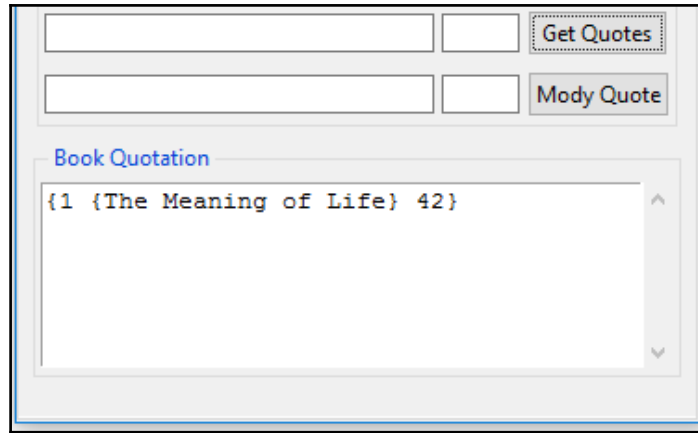 Get Quotes
Mody Quote
Book Quotation
{1 {The Meaning of Life} 42}